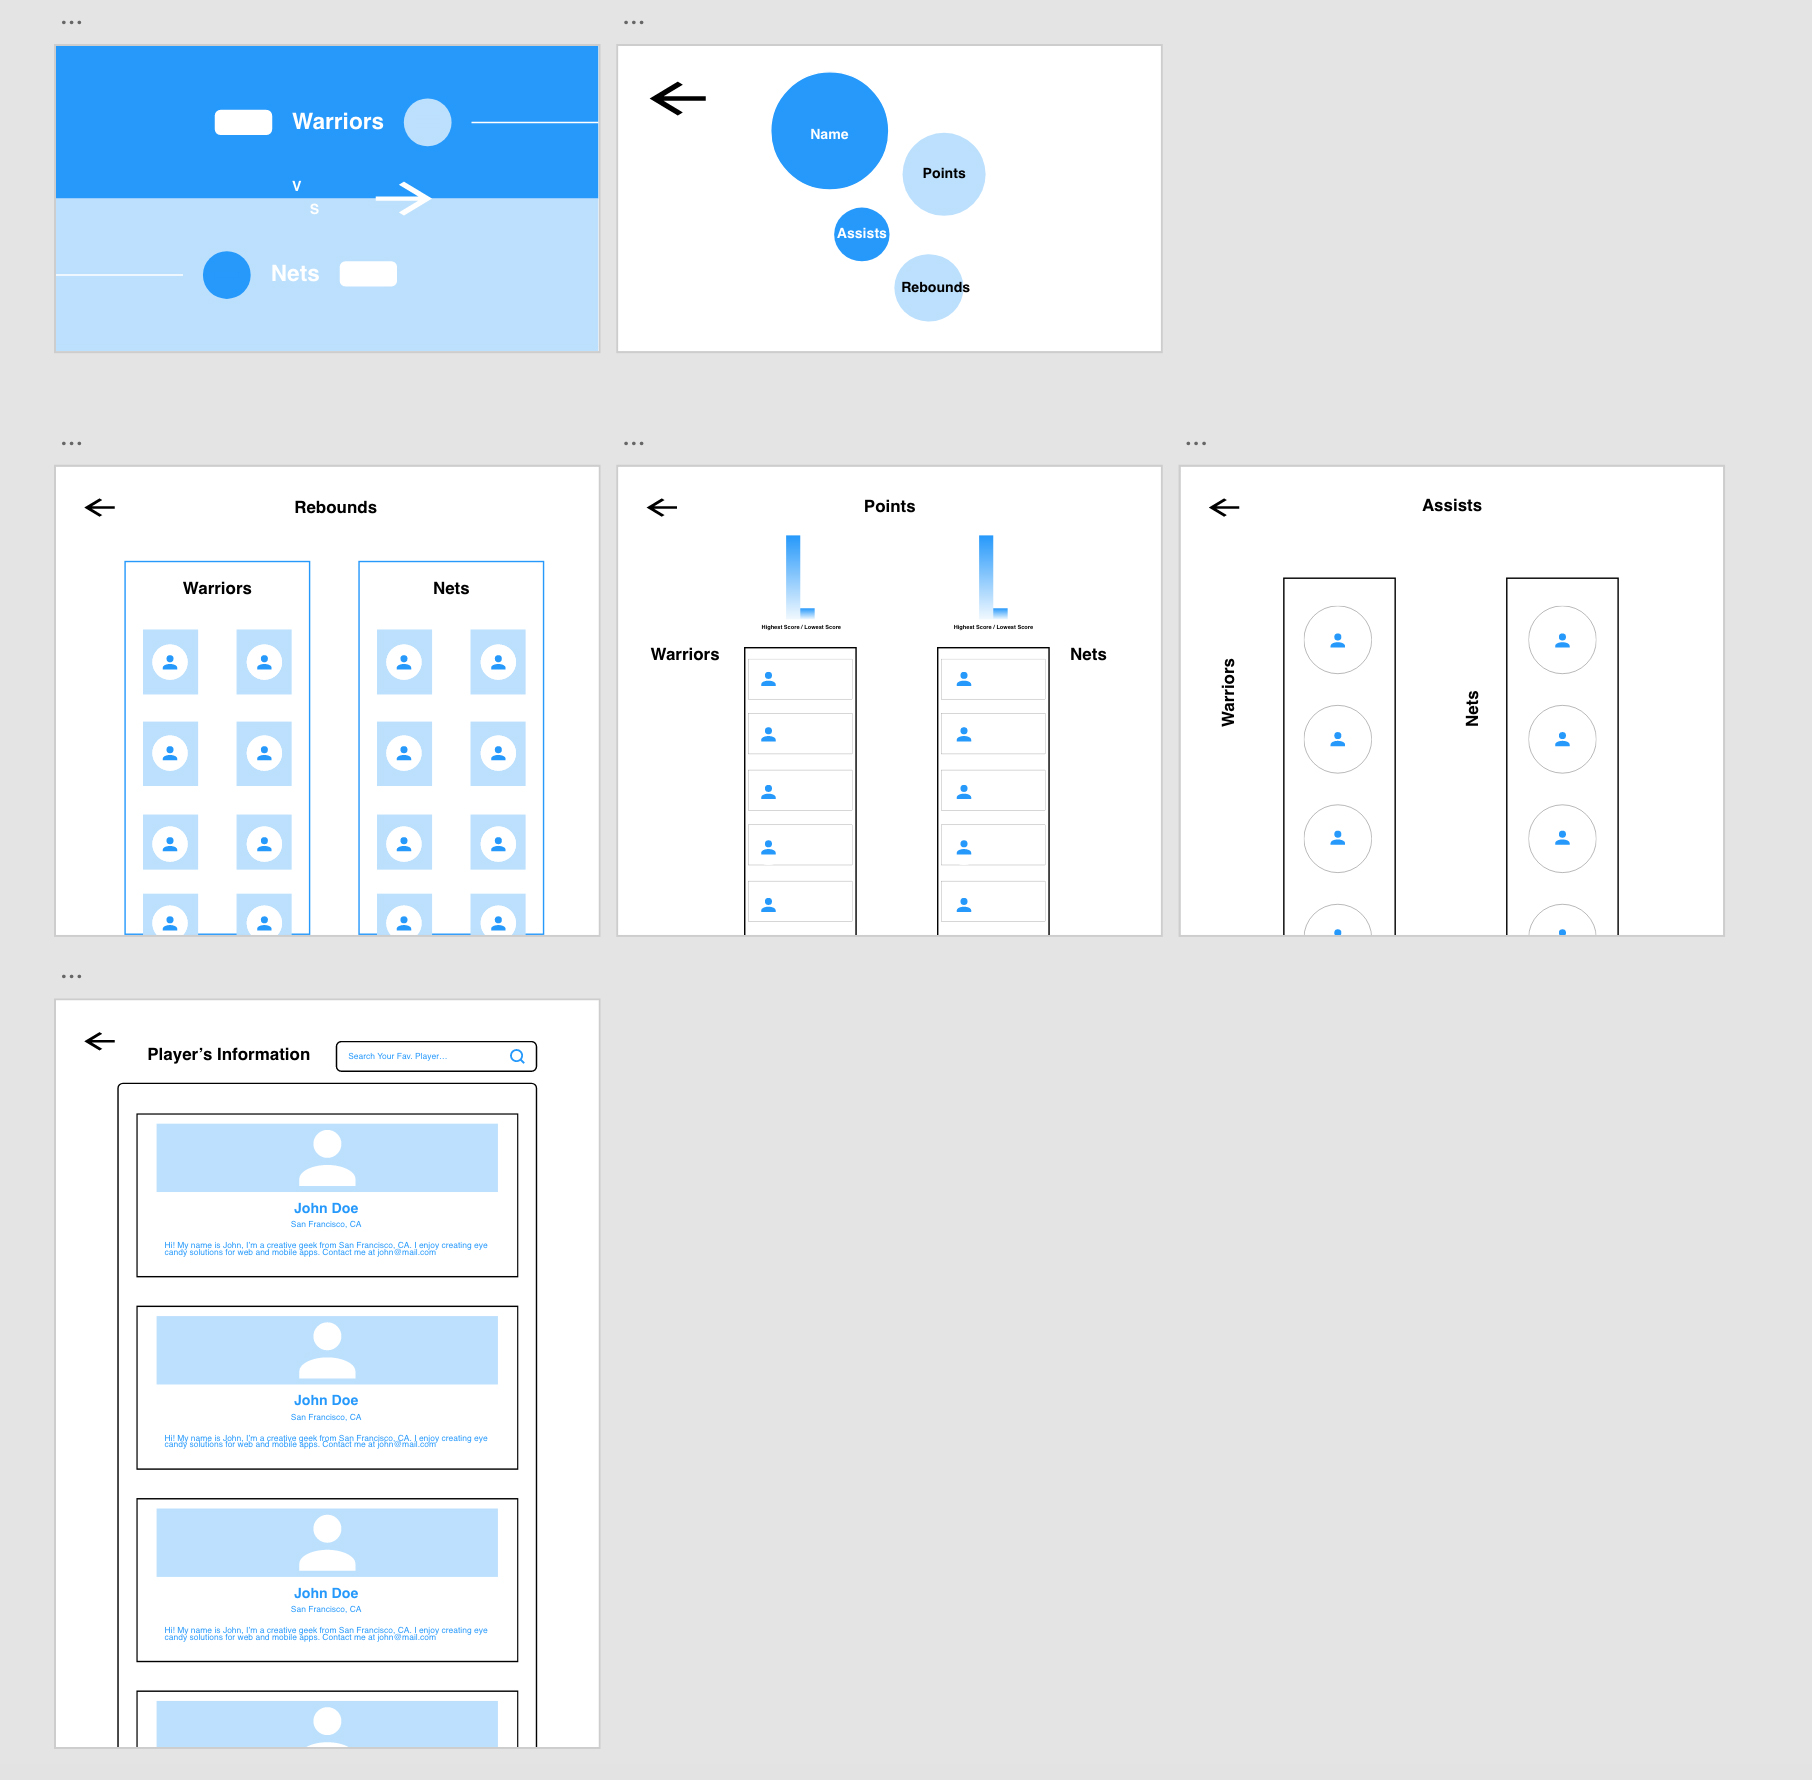 Warriors
V
S
Nets
Name
Points
Assists
Rebounds
Rebounds
Warriors
Nets
Points
Highest Score / Lowest Score
Highest Score / Lowest Score
Warriors
Nets
Assists
Warriors
Nets
Player’s Information
Search Your Fav. Player...
John Doe
San Francisco, CA
Hi! My name is John, I'm a creative geek from San Francisco, CA. I enjoy creating eye
candy solutions for web and mobile apps. Contact me at john@mail.com
John Doe
San Francisco, CA
Hi! My name is John, I'm a creative geek from San Francisco, CA. I enjoy creating eye
candy solutions for web and mobile apps. Contact me at john@mail.com
John Doe
San Francisco, CA
Hi! My name is John, I'm a creative geek from San Francisco, CA. I enjoy creating eye
candy solutions for web and mobile apps. Contact me at john@mail.com